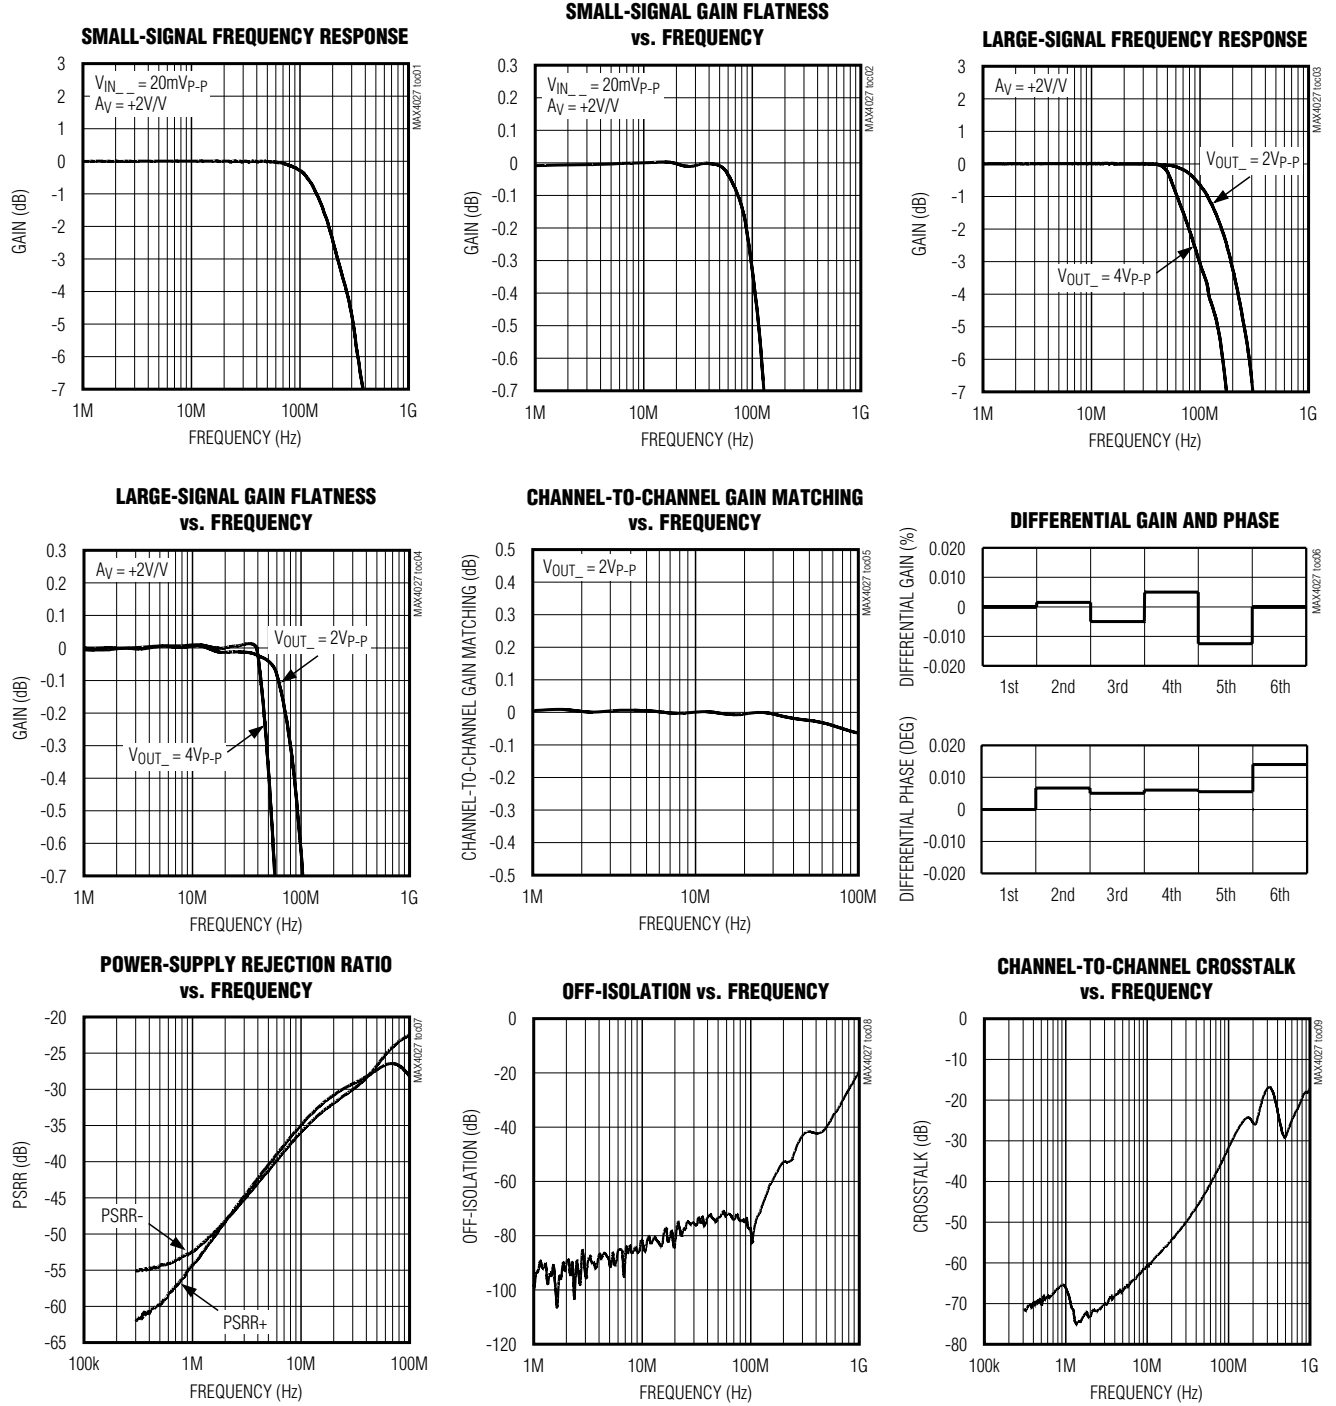 SMALL-SIGNAL FREQUENCY RESPONSE
3
2
1
0
-1
-2
-3
-4
-5
-6
-7
GAIN (dB)
VIN_ _ = 20mVP-P
AV = +2V/V
MAX4027 toc01
1M 10M 100M 1G
FREQUENCY (Hz)
SMALL-SIGNAL GAIN FLATNESS
vs. FREQUENCY
0.3
0.2
0.1
0
-0.1
-0.2
-0.3
-0.4
-0.5
-0.6
-0.7
GAIN (dB)
VIN_ _ = 20mVP-P
AV = +2V/V
MAX4027 toc02
1M 10M 100M 1G
FREQUENCY (Hz)
LARGE-SIGNAL FREQUENCY RESPONSE
3
2
1
0
-1
-2
-3
-4
-5
-6
-7
GAIN (dB)
AV = +2V/V
VOUT_ = 2VP-P
VOUT_ = 4VP-P
MAX4027 toc03
1M 10M 100M 1G
FREQUENCY (Hz)
LARGE-SIGNAL GAIN FLATNESS
vs. FREQUENCY
0.3
0.2
0.1
0
-0.1
-0.2
-0.3
-0.4
-0.5
-0.6
-0.7
GAIN (dB)
AV = +2V/V
VOUT_ = 2VP-P
VOUT_ = 4VP-P
MAX4027 toc04
1M 10M 100M 1G
FREQUENCY (Hz)
CHANNEL-TO-CHANNEL GAIN MATCHING
vs. FREQUENCY
0.5
0.4
0.3
0.2
0.1
0
-0.1
-0.2
-0.3
-0.4
-0.5
CHANNEL-TO-CHANNEL GAIN MATCHING (dB)
VOUT_ = 2VP-P
MAX4027 toc05
1M 10M 100M
FREQUENCY (Hz)
DIFFERENTIAL GAIN AND PHASE
DIFFERENTIAL GAIN (%)
0.020
0.010
0
-0.010
-0.020
MAX4027 toc06
1st 2nd 3rd 4th 5th 6th
DIFFERENTIAL PHASE (DEG)
0.020
0.010
0
-0.010
-0.020
1st 2nd 3rd 4th 5th 6th
POWER-SUPPLY REJECTION RATIO
vs. FREQUENCY
-20
-25
-30
-35
-40
-45
-50
-55
-60
-65
PSRR (dB)
PSRR-
PSRR+
MAX4027 toc07
100k 1M 10M 100M
FREQUENCY (Hz)
OFF-ISOLATION vs. FREQUENCY
0
-20
-40
-60
-80
-100
-120
OFF-ISOLATION (dB)
MAX4027 toc08
1M 10M 100M 1G
FREQUENCY (Hz)
CHANNEL-TO-CHANNEL CROSSTALK
vs. FREQUENCY
0
-10
-20
-30
-40
-50
-60
-70
-80
CROSSTALK (dB)
MAX4027 toc09
100k 1M 10M 100M 1G
FREQUENCY (Hz)